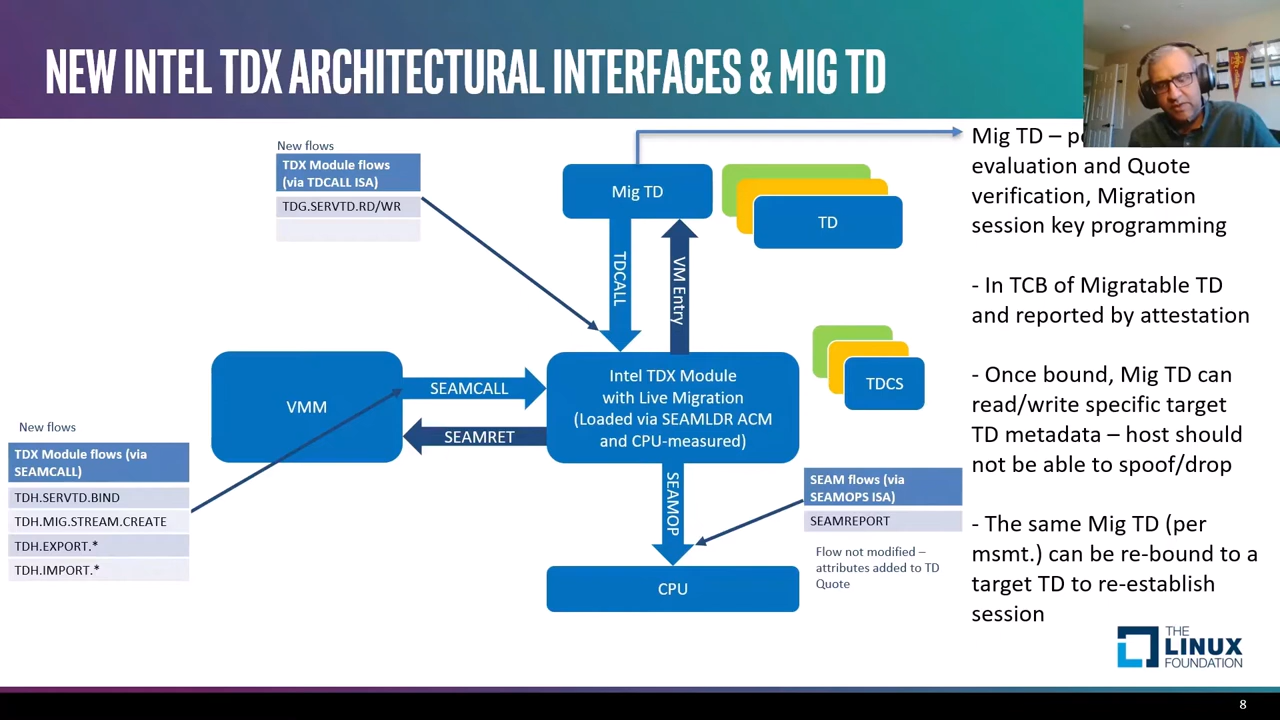 NEW INTEL TDX ARCHITECTURAL INTERFACES & MIG TD
New flows
TDX Module flows
(via TDCALL ISA)
TDG.SERVTD.RD/WR
Mig TD
TD
TDCALL
VM Entry
TDCS
VMM
SEAMCALL
SEAMRET
Intel TDX Module
with Live Migration
(Loaded via SEAMLDR ACM
and CPU-measured)
New flows
TDX Module flows (via
SEAMCALL)
TDH.SERVTD.BIND
TDH.MIG.STREAM.CREATE
TDH.EXPORT.*
TDH.IMPORT.*
SEAMOP
SEAM flows (via
SEAMOPS ISA)
SEAMREPORT
Flow not modified –
attributes added to TD
Quote
CPU
Mig TD –
evaluation and Quote
verification, Migration
session key programming
- In TCB of Migratable TD
and reported by attestation
- Once bound, Mig TD can
read/write specific target
TD metadata – host should
not be able to spoof/drop
- The same Mig TD (per
msmt.) can be re-bound to a
target TD to re-establish
session
THE
LINUX
FOUNDATION
8